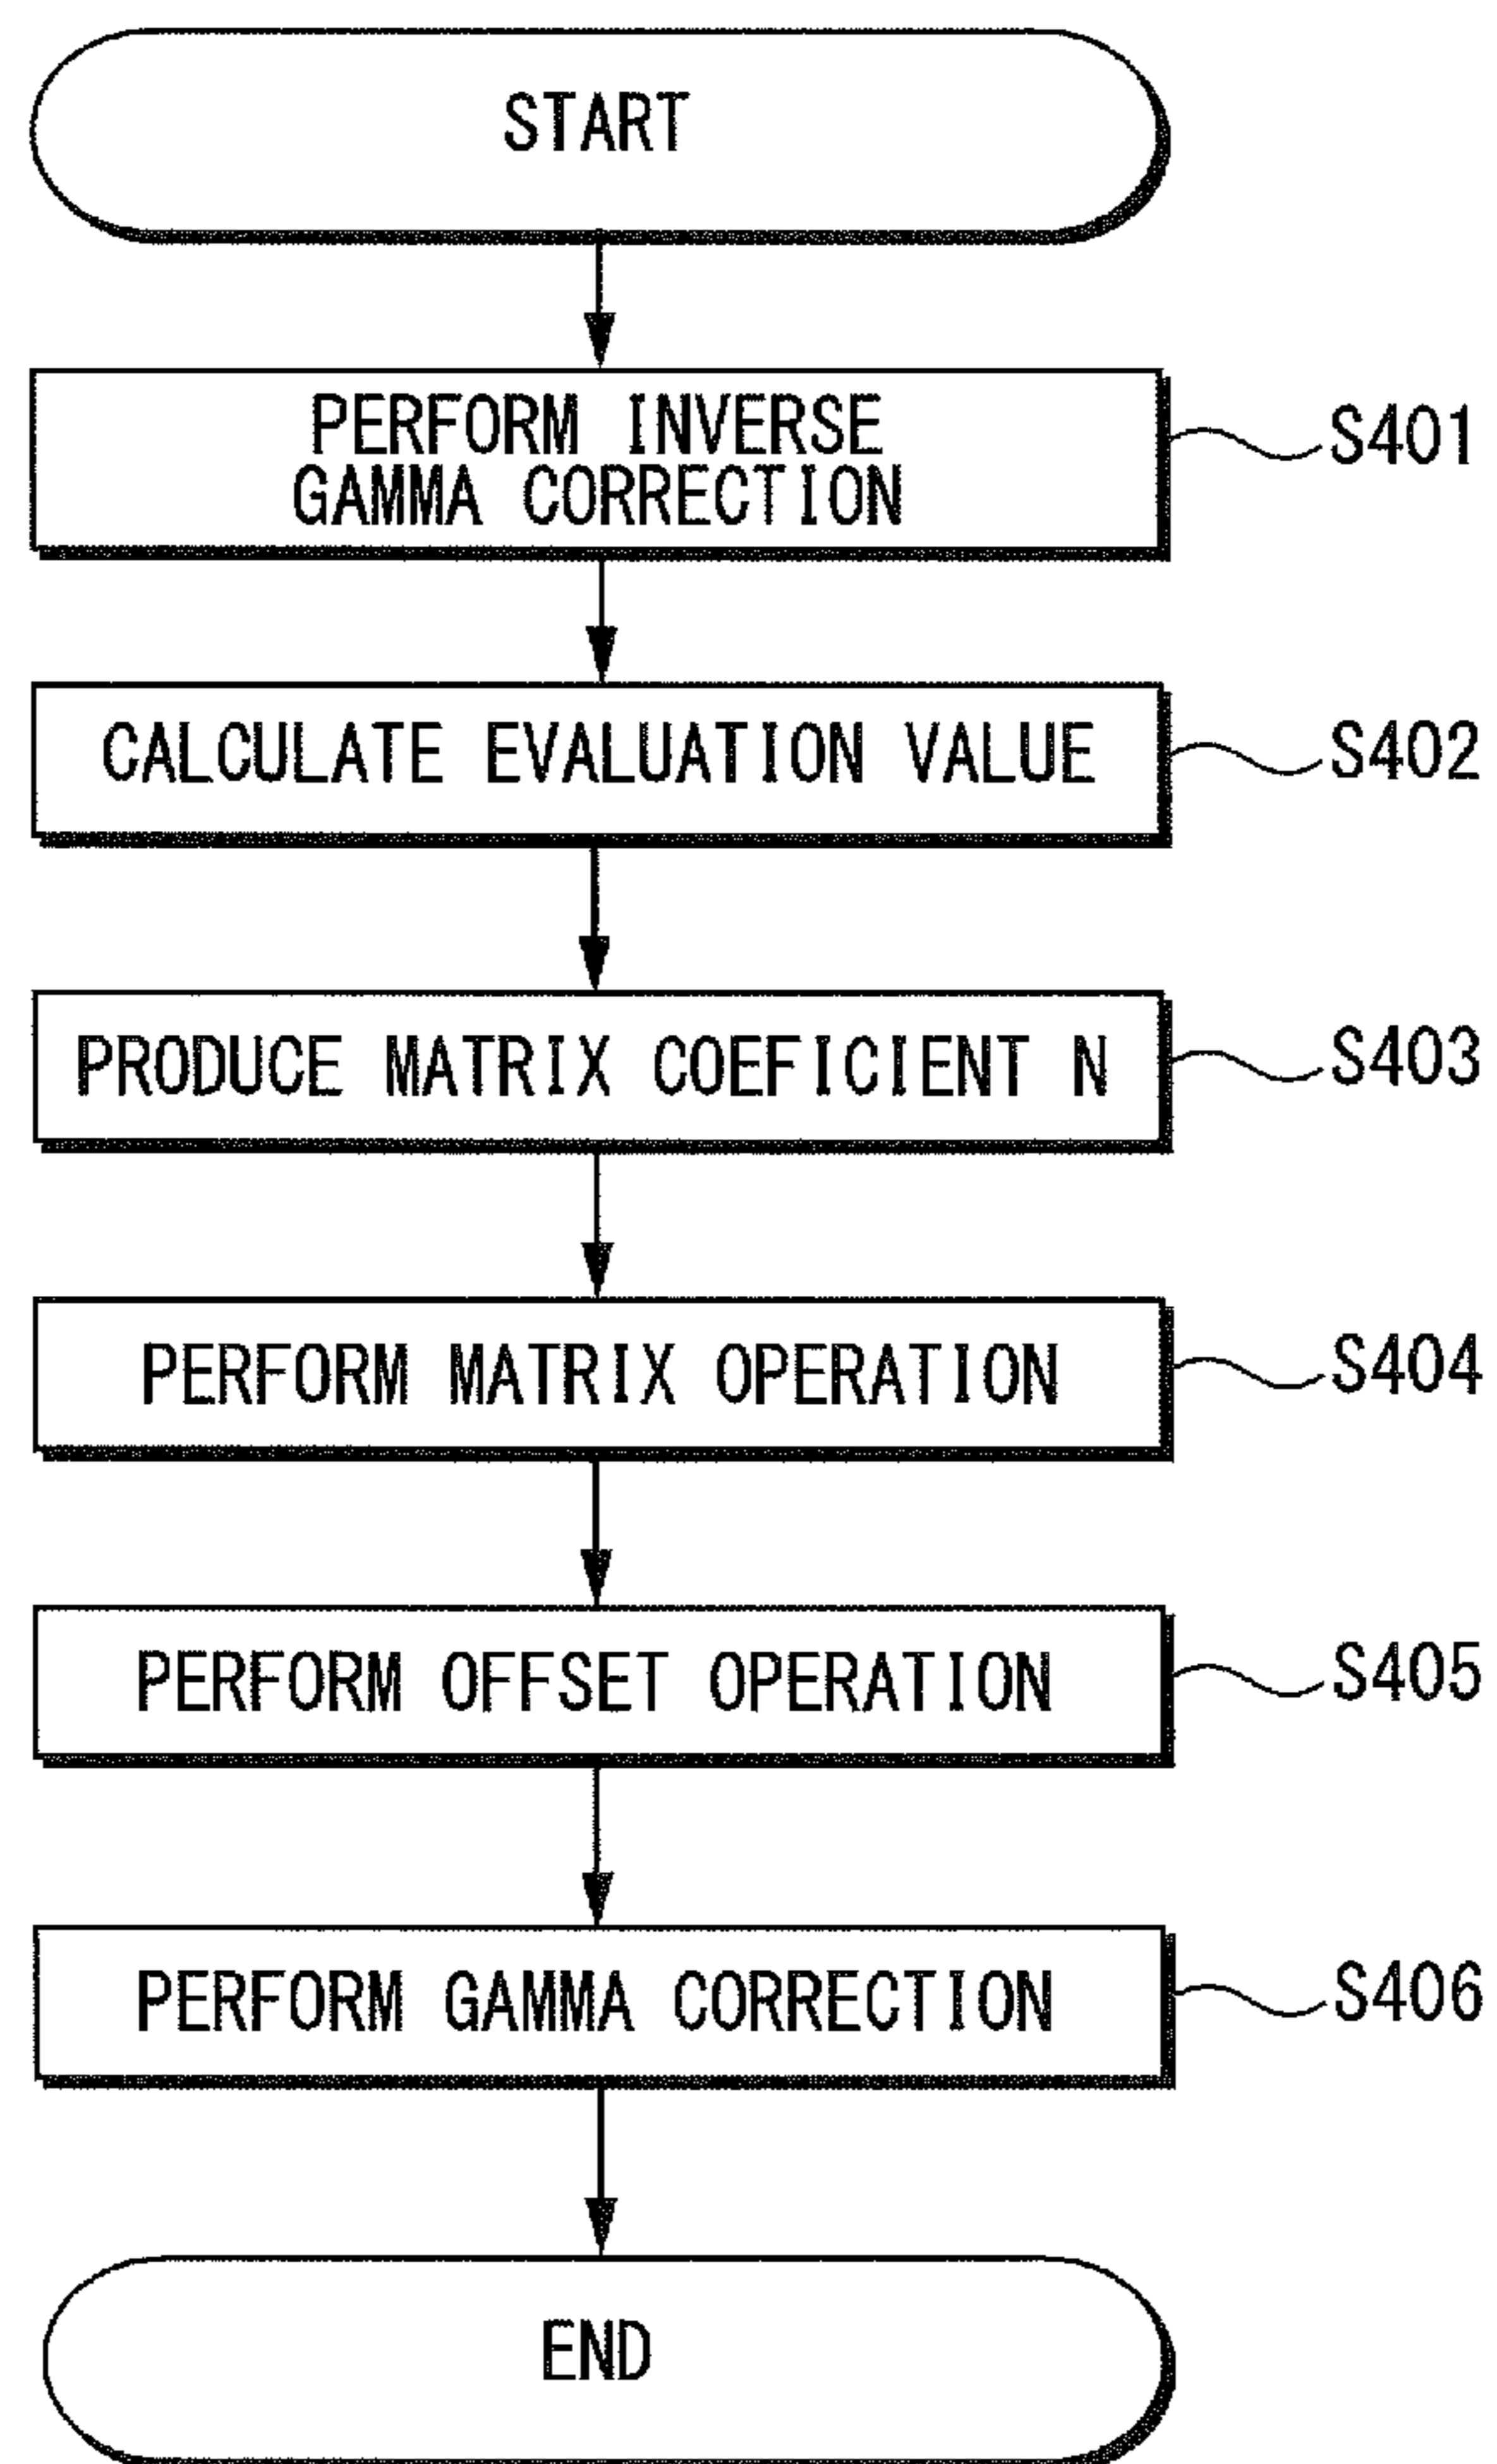 START
PERFORM INVERSE
GAMMA CORRECTION
S401
CALCULATE EVALUATION VALUE
S402
PRODUCE MATRIX COEFICIENT N
S403
PERFORM MATRIX OPERATION
S404
PERFORM OFFSET OPERATION
S405
PERFORM GAMMA CORRECTION
S406
END